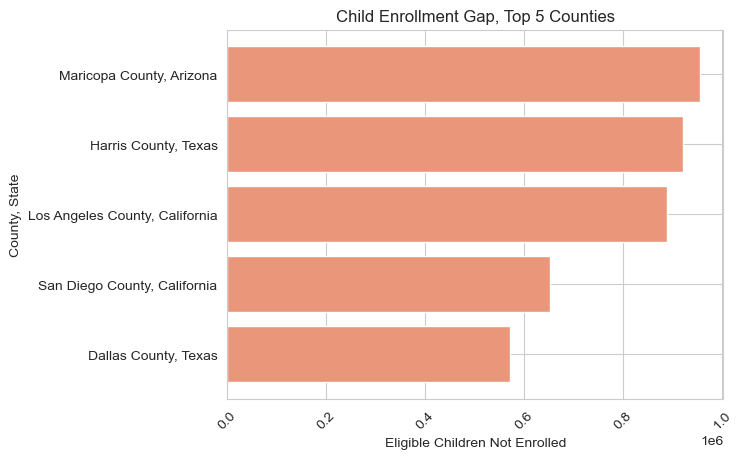 Child Enrollment Gap, Top 5 Counties
County, State
Maricopa County, Arizona
Harris County, Texas
Los Angeles County, California
San Diego County, California
Dallas County, Texas
0.0
0.2
0.4
0.6
0.8
1.0
1e6
Eligible Children Not Enrolled